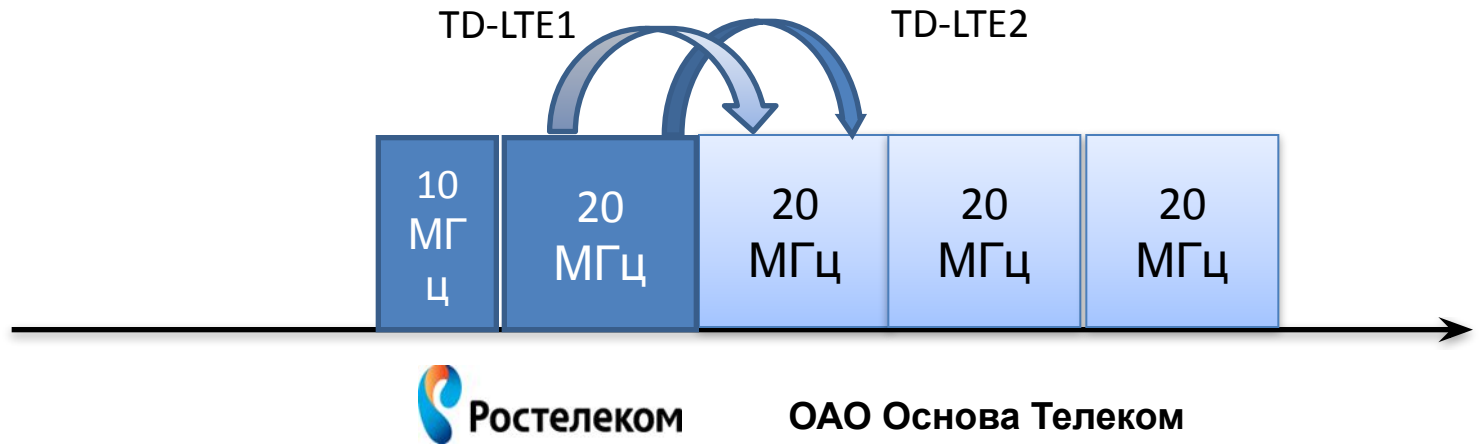 TD-LTE1
TD-LTE2
10
МГ
ц
20
МГц
20
МГц
20
МГц
20
МГц
Ростелеком
ОАО Основа Телеком